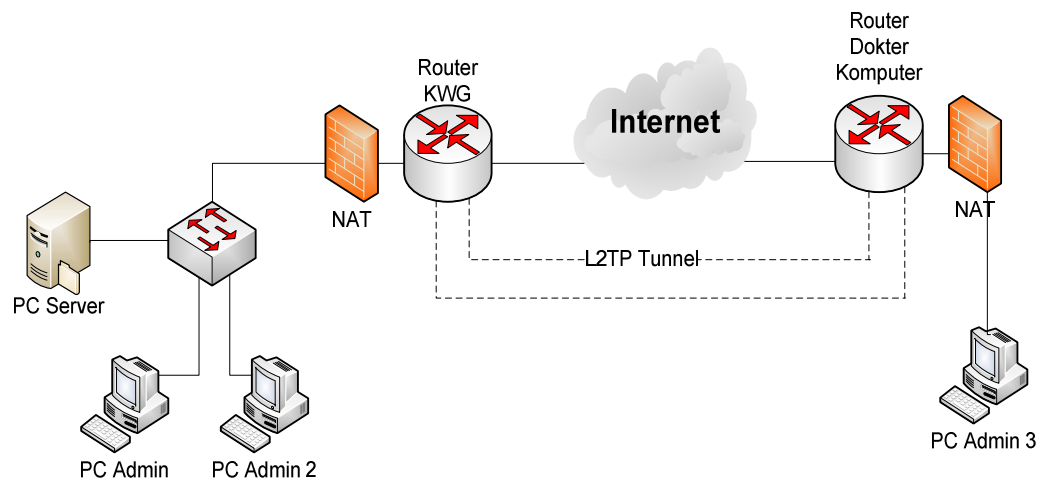 Router
Dokter
Komputer
Router
KWG
Internet
NAT
NAT
L2TP Tunnel
PC Server
PC Admin
PC Admin 2
PC Admin 3